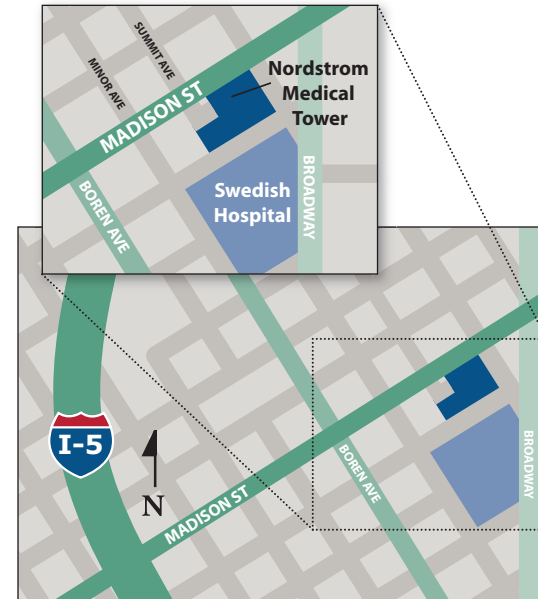 SUMMIT AVE
MINOR AVE
Nordstrom
Medical
Tower
MADISON ST
BOREN AVE
Swedish
Hospital
BROADWAY
I-5
N
MADISON ST
BOREN AVE
BROADWAY